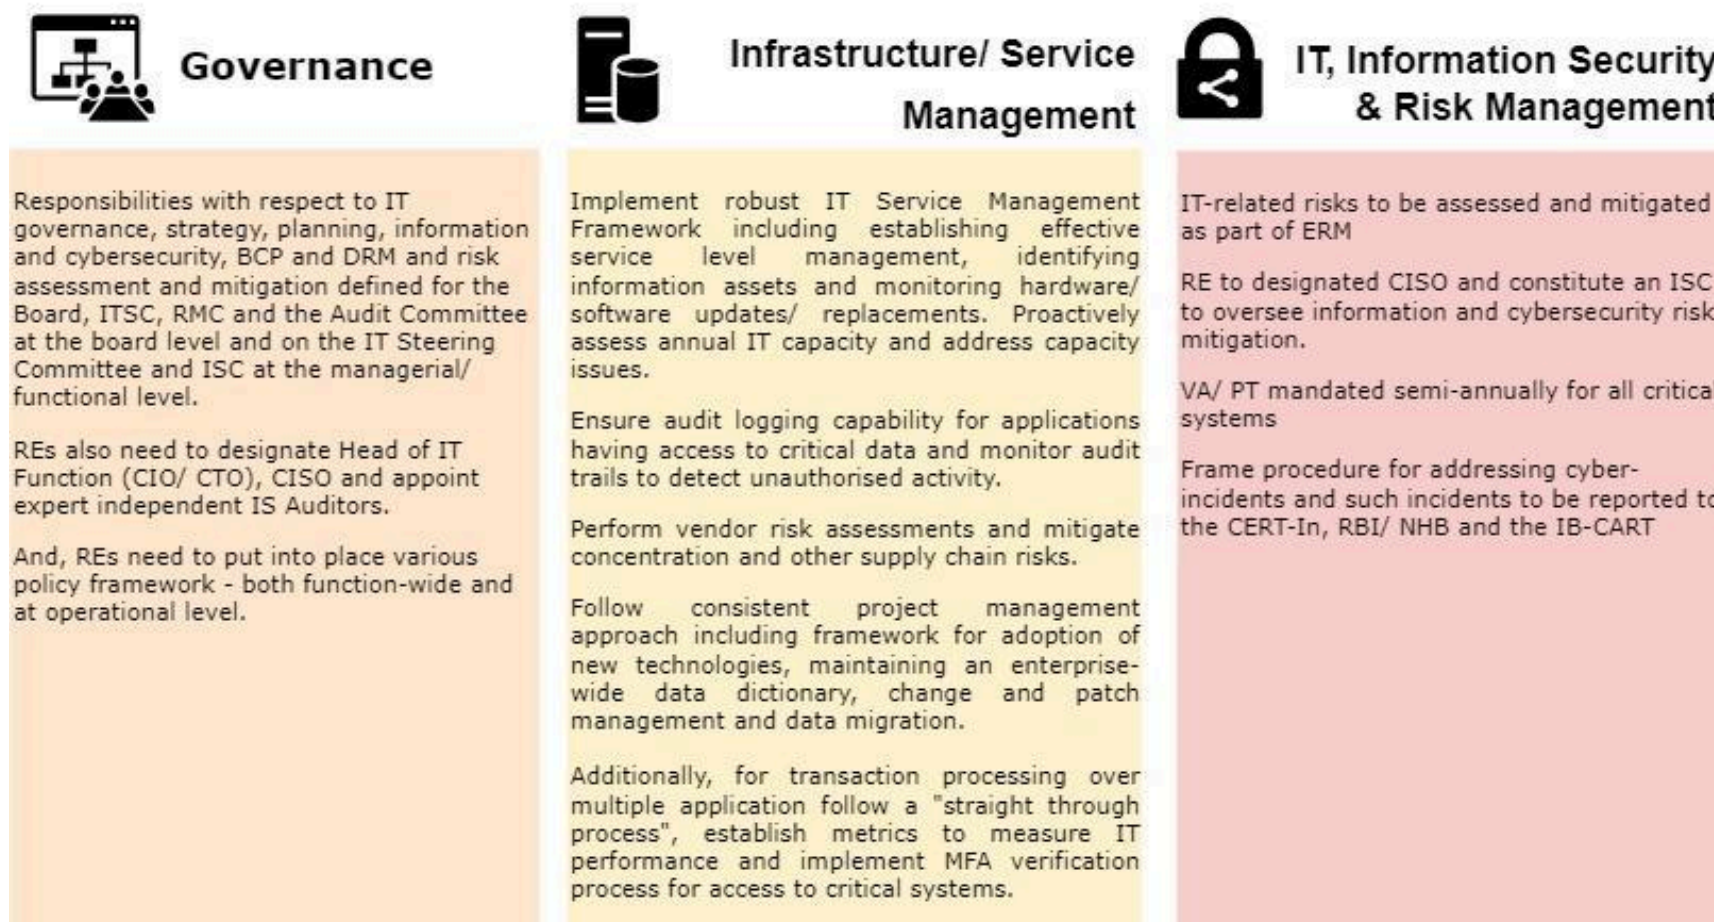 Governance
Responsibilities with respect to IT
governance, strategy, planning, information
and cybersecurity, BCP and DRM and risk
assessment and mitigation defined for the
Board, ITSC, RMC and the Audit Committee
at the board level and on the IT Steering
Committee and ISC at the managerial/
functional level.
REs also need to designate Head of IT
Function (CIO/ CTO), CISO and appoint
expert independent IS Auditors.
And, REs need to put into place various
policy framework - both function-wide and
at operational level.
Infrastructure/ Service
Management
Implement robust IT Service Management
Framework including establishing effective
service level management, identifying
information assets and monitoring hardware/
software updates/ replacements. Proactively
assess annual IT capacity and address capacity
issues.
Ensure audit logging capability for applications
having access to critical data and monitor audit
trails to detect unauthorised activity.
Perform vendor risk assessments and mitigate
concentration and other supply chain risks.
Follow consistent project management
approach including framework for adoption of
new technologies, maintaining an enterprise-
wide data dictionary, change and patch
management and data migration.
Additionally, for transaction processing over
multiple application follow a "straight through
process", establish metrics to measure IT
performance and implement MFA verification
process for access to critical systems.
IT, Information Security
& Risk Management
IT-related risks to be assessed and mitigated
as part of ERM
RE to designated CISO and constitute an ISC
to oversee information and cybersecurity risk
mitigation.
VA/ PT mandated semi-annually for all critical
systems
Frame procedure for addressing cyber-
incidents and such incidents to be reported to
the CERT-In, RBI/ NHB and the IB-CART